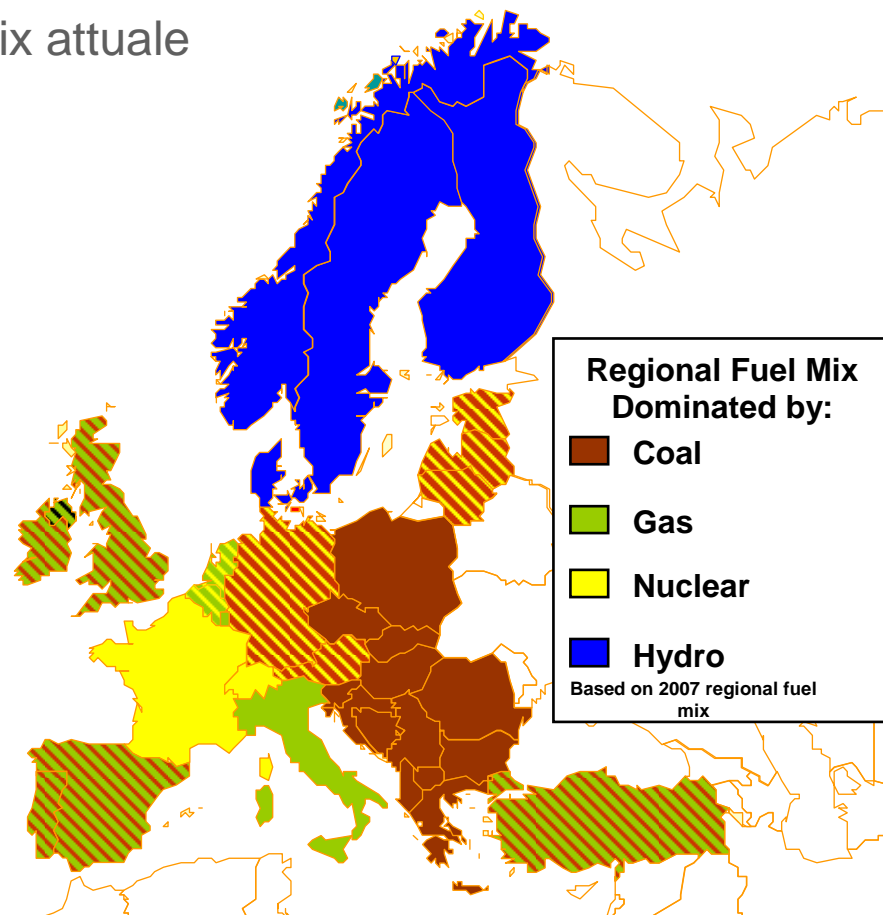 ix attuale
Regional Fuel Mix
Dominated by:
Coal
Gas
Nuclear
Hydro
Based on 2007 regional fuel
mix